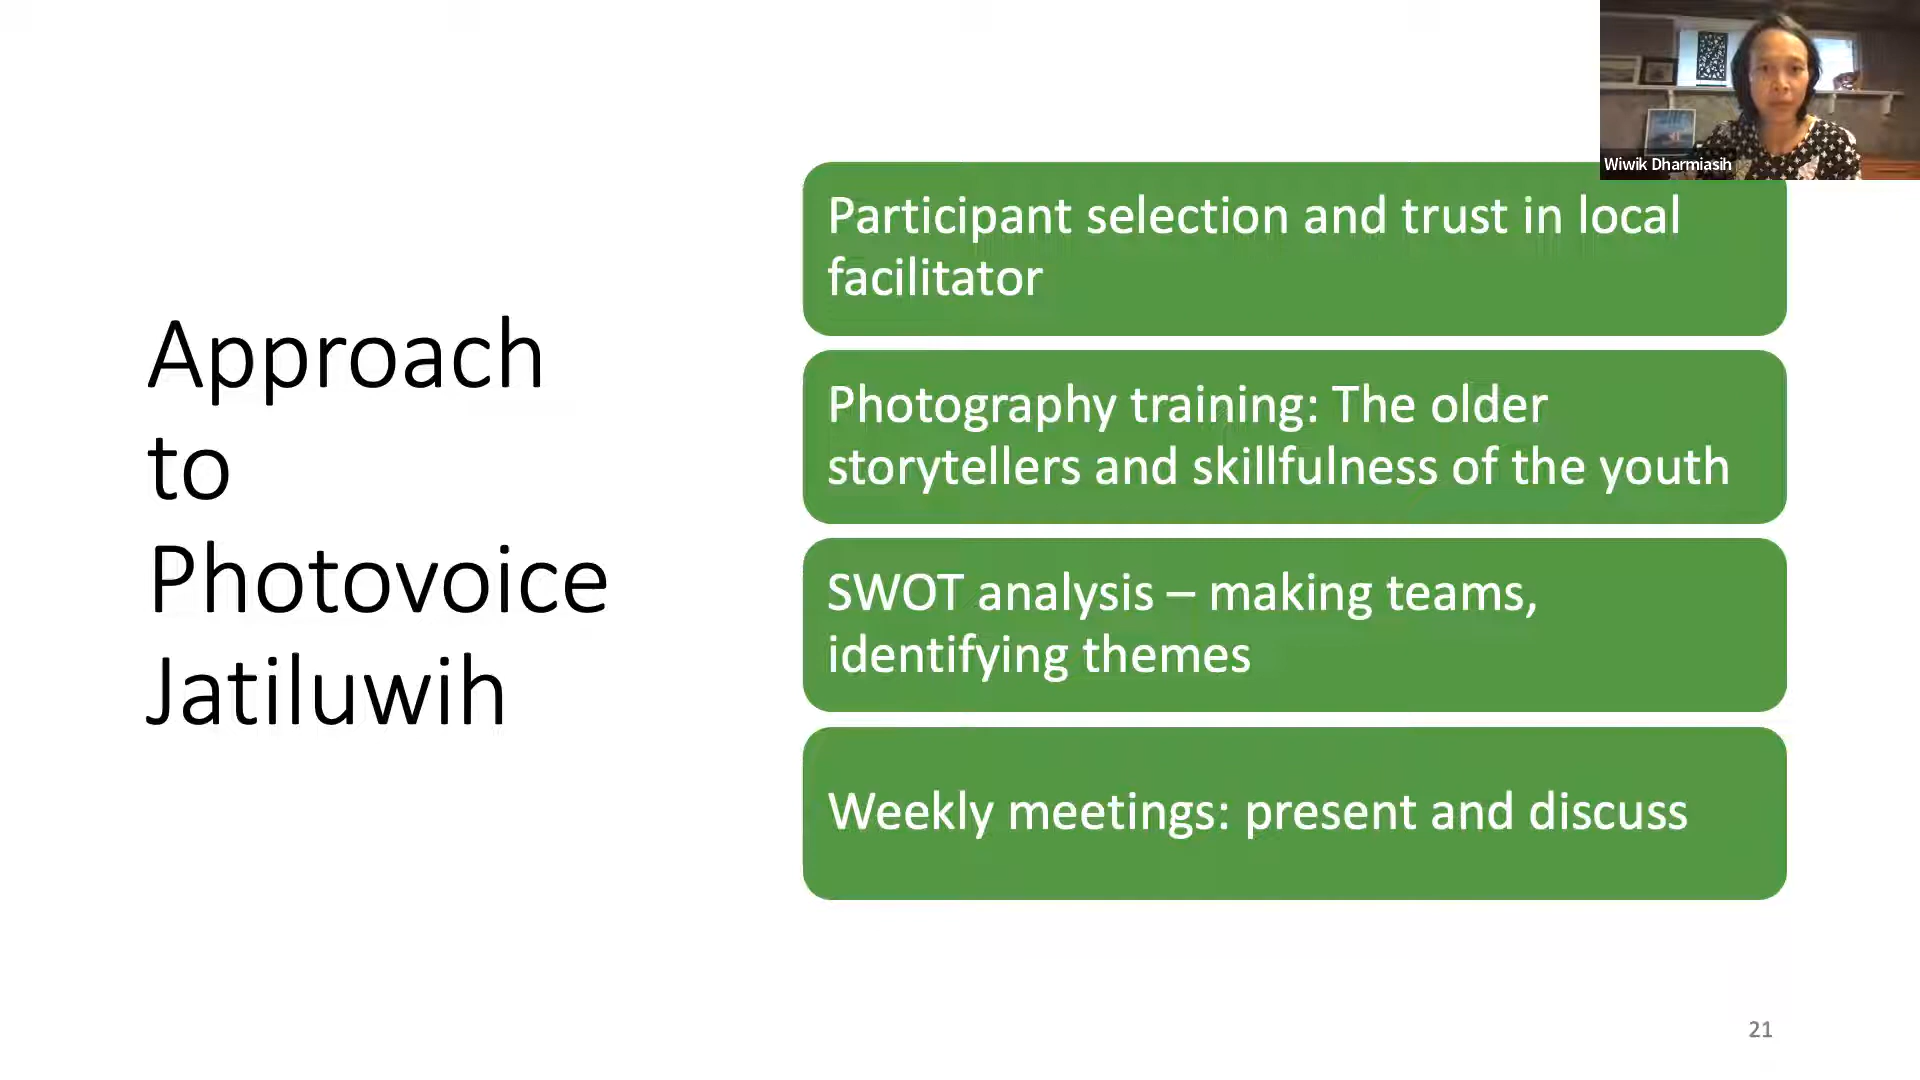 Wiwik Dharmiasih
Approach
to
Photovoice
Jatiluwih
Participant selection and trust in local
facilitator
Photography training: The older
storytellers and skillfulness of the youth
SWOT analysis – making teams,
identifying themes
Weekly meetings: present and discuss
21